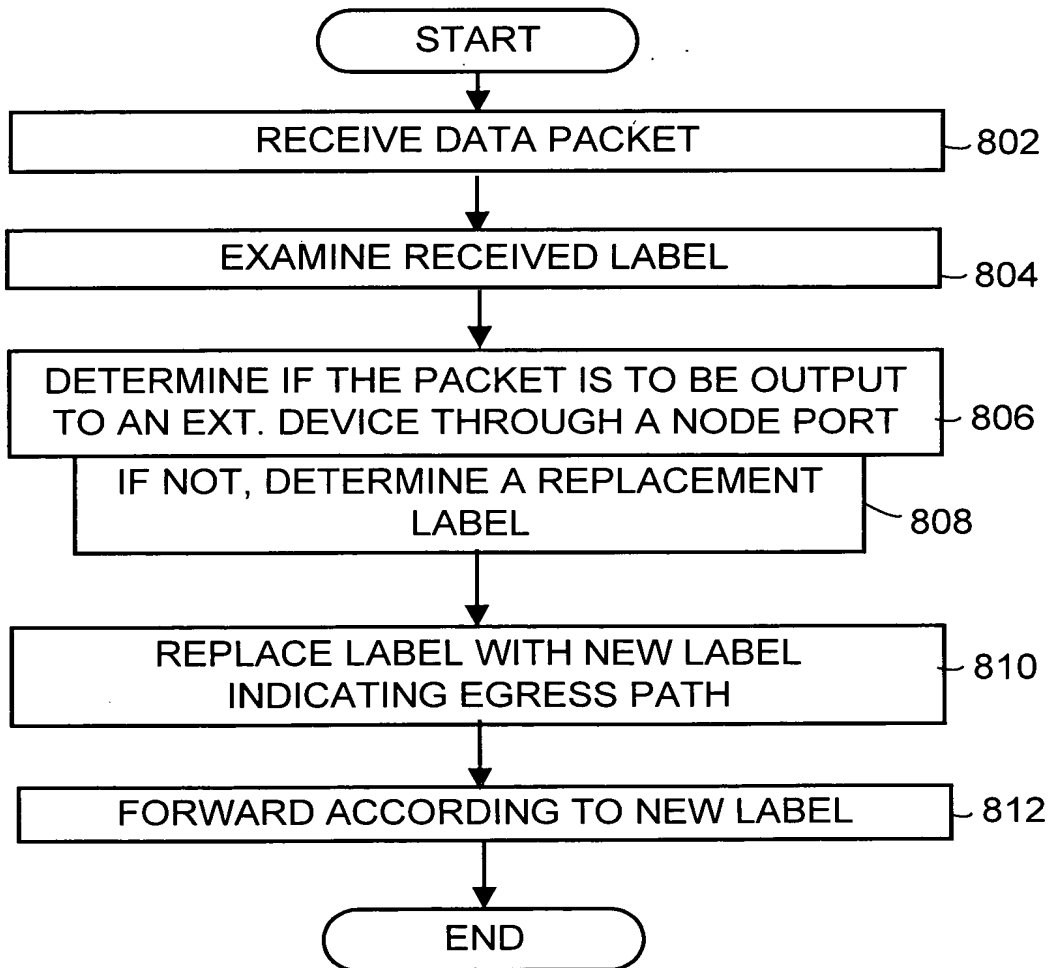 START
RECEIVE DATA PACKET
802
EXAMINE RECEIVED LABEL
804
DETERMINE IF THE PACKET IS TO BE OUTPUT
TO AN EXT. DEVICE THROUGH A NODE PORT
806
IF NOT, DETERMINE A REPLACEMENT
LABEL
808
REPLACE LABEL WITH NEW LABEL
INDICATING EGRESS PATH
810
FORWARD ACCORDING TO NEW LABEL
812
END